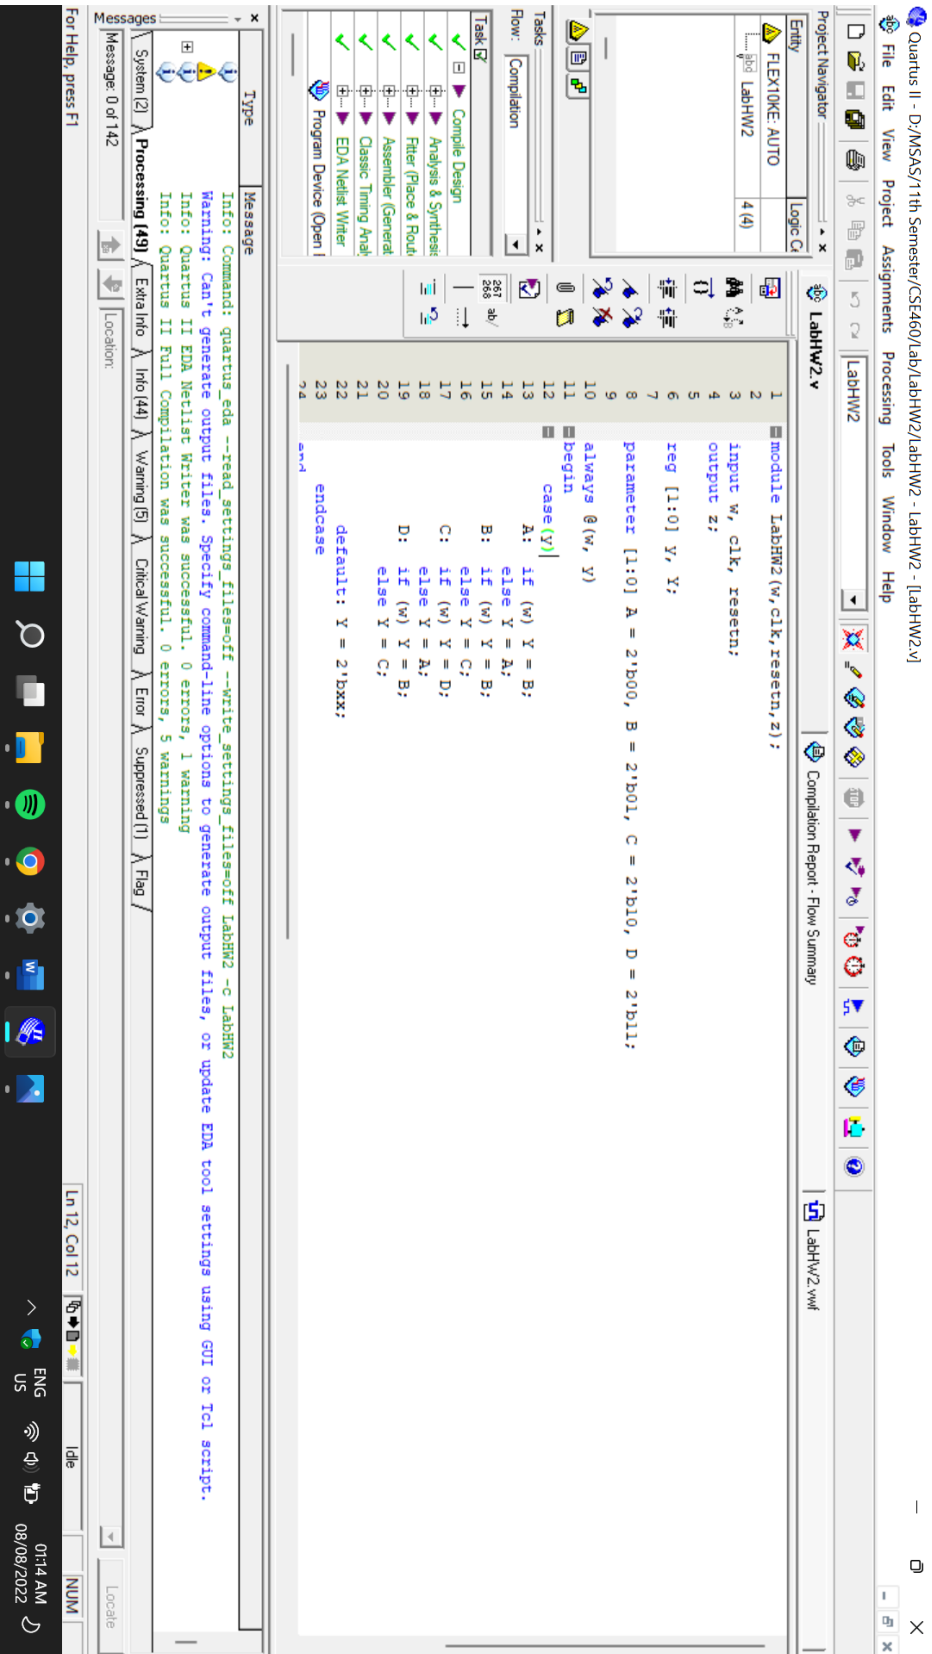 Quartus II - D:/MSAS/11th Semester/CSE460/Lab/LabHW2/LabHW2 - LabHW2 - [LabHW2.v]
File Edit View Project Assignments Processing Tools Window Help
LabHW2
Project Navigator
Entity Logic Ce
FLEX10KE: AUTO
LabHW2 4 (4)
Tasks
Flow: Compilation
Task
Compile Design
Analysis & Synthesis
Fitter (Place & Route
Assembler (Generat
Classic Timing Analy
EDA Netlist Writer
Program Device (Open
LabHW2.v
Compilation Report - Flow Summary
LabHW2.vwf
267
268
ab/
1 module LabHW2(w,clk,resetn,z);
2
3 input w, clk, resetn;
4 output z;
5
6 reg [1:0] y, Y;
7
8 parameter [1:0] A = 2'b00, B = 2'b01, C = 2'b10, D = 2'b11;
9
10 always @(w, y)
11 begin
12 case(y)
13 A: if (w) Y = B;
14 else Y = A;
15 B: if (w) Y = B;
16 else Y = C;
17 C: if (w) Y = D;
18 else Y = A;
19 D: if (w) Y = B;
20 else Y = C;
21
22 default: Y = 2'bxx;
23 endcase
24 end
Type Message
Info: Command: quartus_eda --read_settings_files=off --write_settings_files=off LabHW2 -c LabHW2
Warning: Can't generate output files. Specify command-line options to generate output files, or update EDA tool settings using GUI or Tcl script.
Info: Quartus II EDA Netlist Writer was successful. 0 errors, 1 warning
Info: Quartus II Full Compilation was successful. 0 errors, 5 warnings
System (2) Processing (49) Extra Info Info (44) Warning (5) Critical Warning Error Suppressed (1) Flag
Messages
Message: 0 of 142
Location:
Locate
For Help, press F1
Ln 12, Col 12
Idle
NUM
ENG
US
01:14 AM
08/08/2022